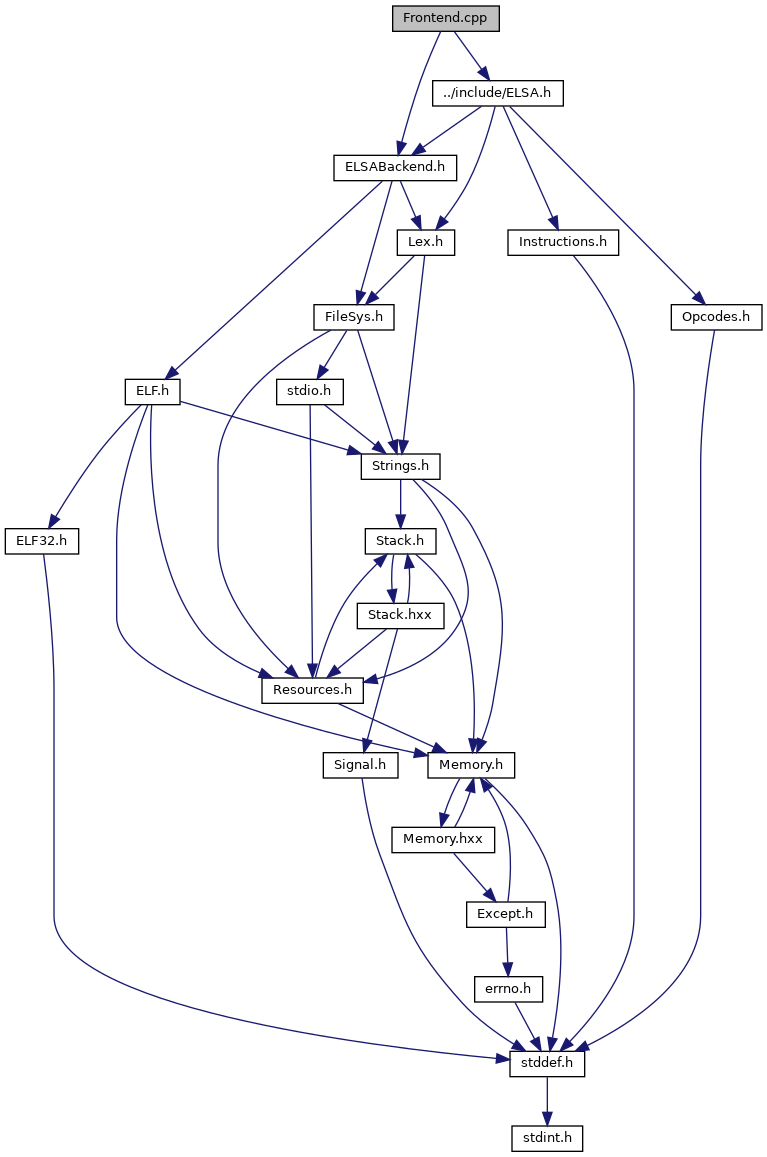 Frontend.cpp
../include/ELSA.h
ELSABackend.h
Lex.h
Instructions.h
FileSys.h
Opcodes.h
ELF.h
stdio.h
Strings.h
ELF32.h
Stack.h
Stack.hxx
Resources.h
Signal.h
Memory.h
Memory.hxx
Except.h
errno.h
stddef.h
stdint.h